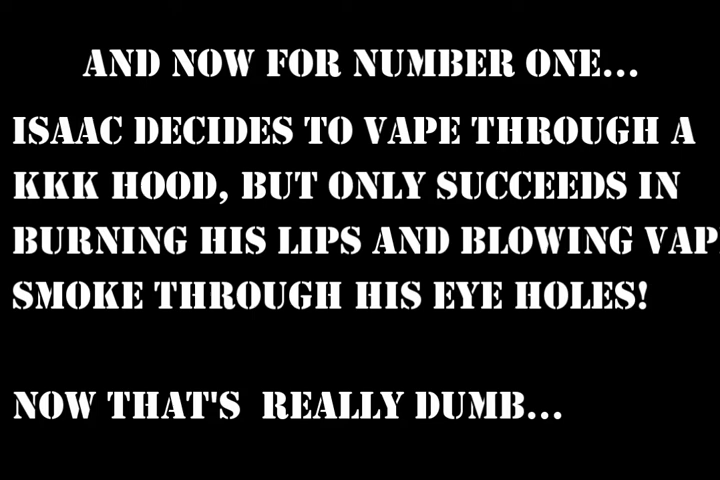 AND NOW FOR NUMBER ONE...
ISAAC DECIDES TO VAPE THROUGH A
KKK HOOD, BUT ONLY SUCCEEDS IN
BURNING HIS LIPS AND BLOWING VAP
SMOKE THROUGH HIS EYE HOLES!
NOW THAT'S REALLY DUMB...